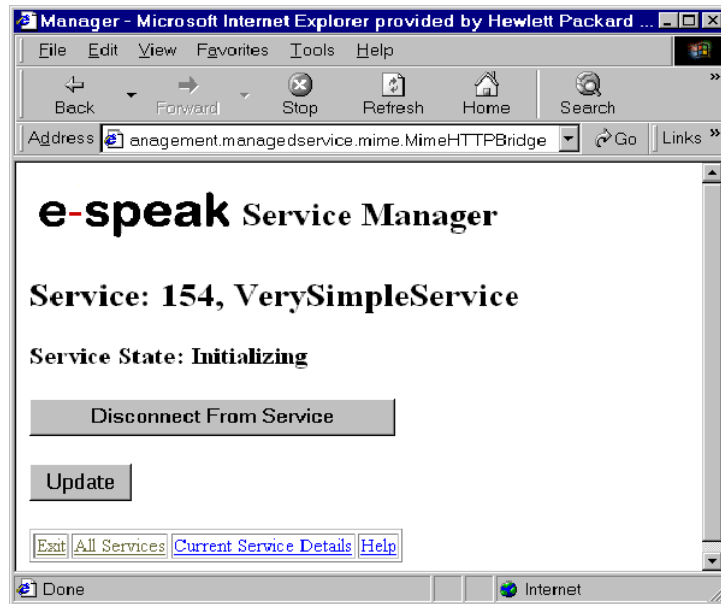 Manager - Microsoft Internet Explorer provided by Hewlett Packard ...
File Edit View Favorites Tools Help
Back Forward Stop Refresh Home Search »
Address anagement.managedservice.mime.MimeHTTPBridge Go Links »
e-speak Service Manager
Service: 154, VerySimpleService
Service State: Initializing
Disconnect From Service
Update
Exit All Services Current Service Details Help
Done Internet